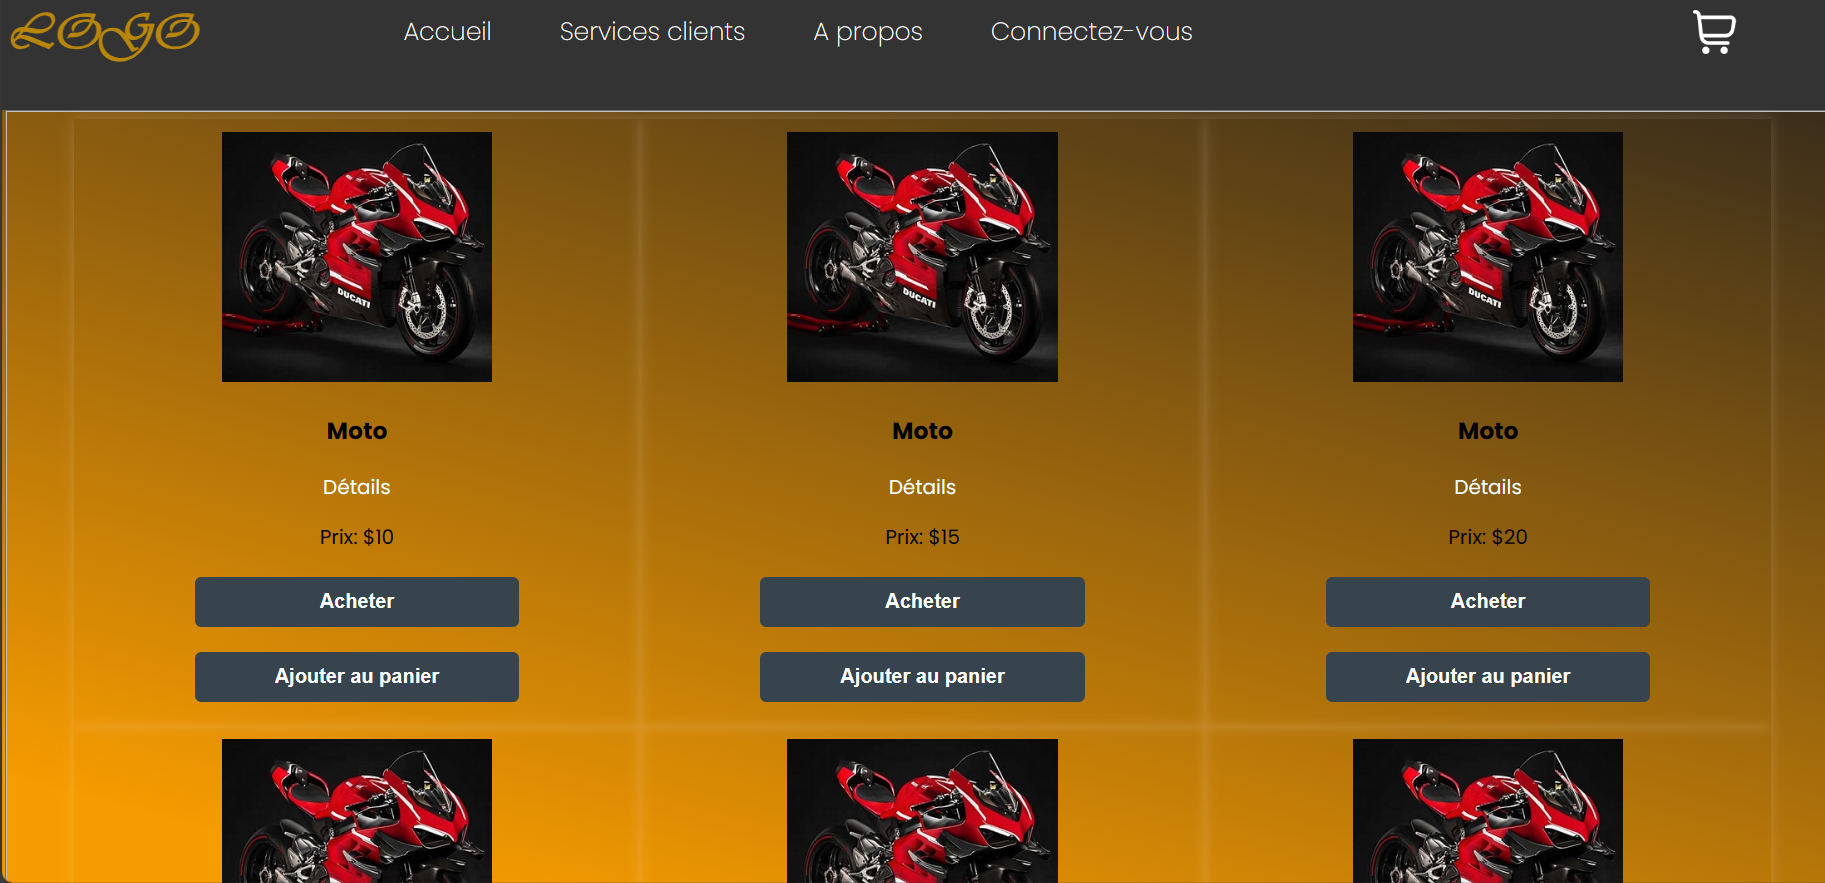 LOGO
Accueil Services clients A propos Connectez-vous
DUCATI DUCATI DUCATI
Moto Moto Moto
Détails Détails Détails
Prix: $10 Prix: $15 Prix: $20
Acheter Acheter Acheter
Ajouter au panier Ajouter au panier Ajouter au panier